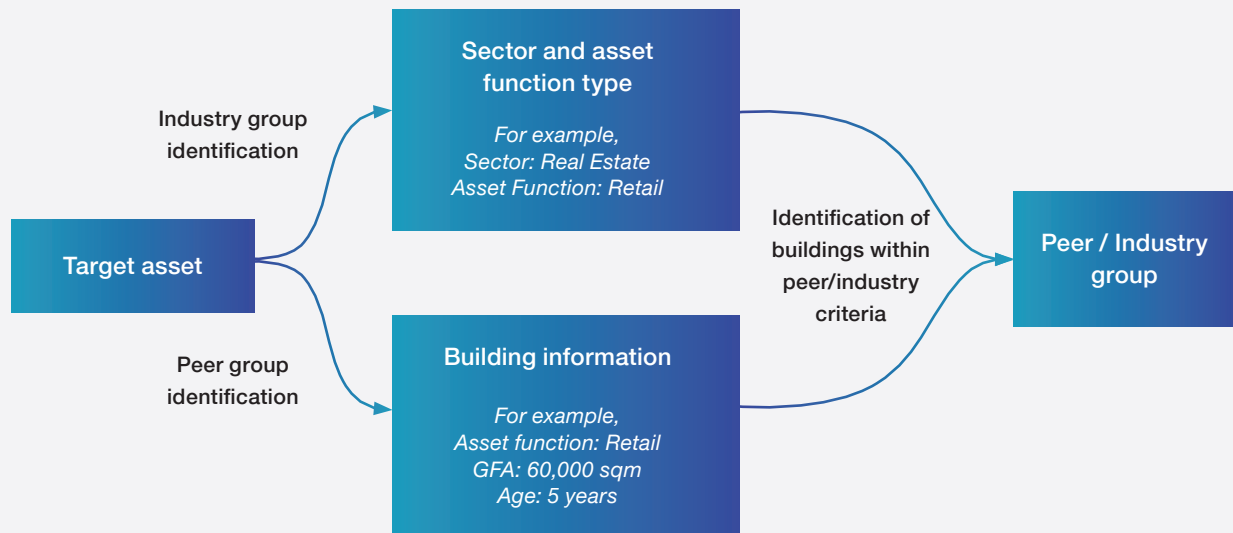 Sector and asset
function type
For example,
Sector: Real Estate
Asset Function: Retail
Industry group
identification
Target asset
Identification of
buildings within
peer/industry
criteria
Peer / Industry
group
Peer group
identification
Building information
For example,
Asset function: Retail
GFA: 60,000 sqm
Age: 5 years